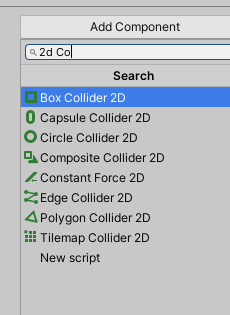 Add Component
2d Co
Search
Box Collider 2D
Capsule Collider 2D
Circle Collider 2D
Composite Collider 2D
Constant Force 2D
Edge Collider 2D
Polygon Collider 2D
Tilemap Collider 2D
New script